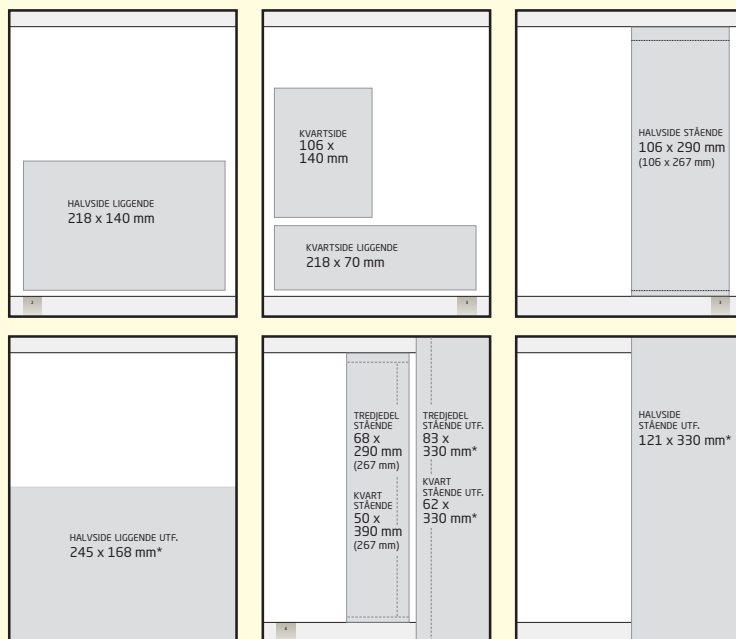 HALVSIDE LIGGENDE
218 x 140 mm
KVARTSIDE
106 x
140 mm
KVARTSIDE LIGGENDE
218 x 70 mm
HALVSIDE STÅENDE
106 x 290 mm
(106 x 267 mm)
HALVSIDE LIGGENDE UTF.
245 x 168 mm*
TREDJEDEL
STÅENDE
68 x
290 mm
(267 mm)
KVART
STÅENDE
50 x
390 mm
(267 mm)
TREDJEDEL
STÅENDE UTF.
83 x
330 mm*
KVART
STÅENDE UTF.
62 x
330 mm*
HALVSIDE
STÅENDE UTF.
121 x 330 mm*